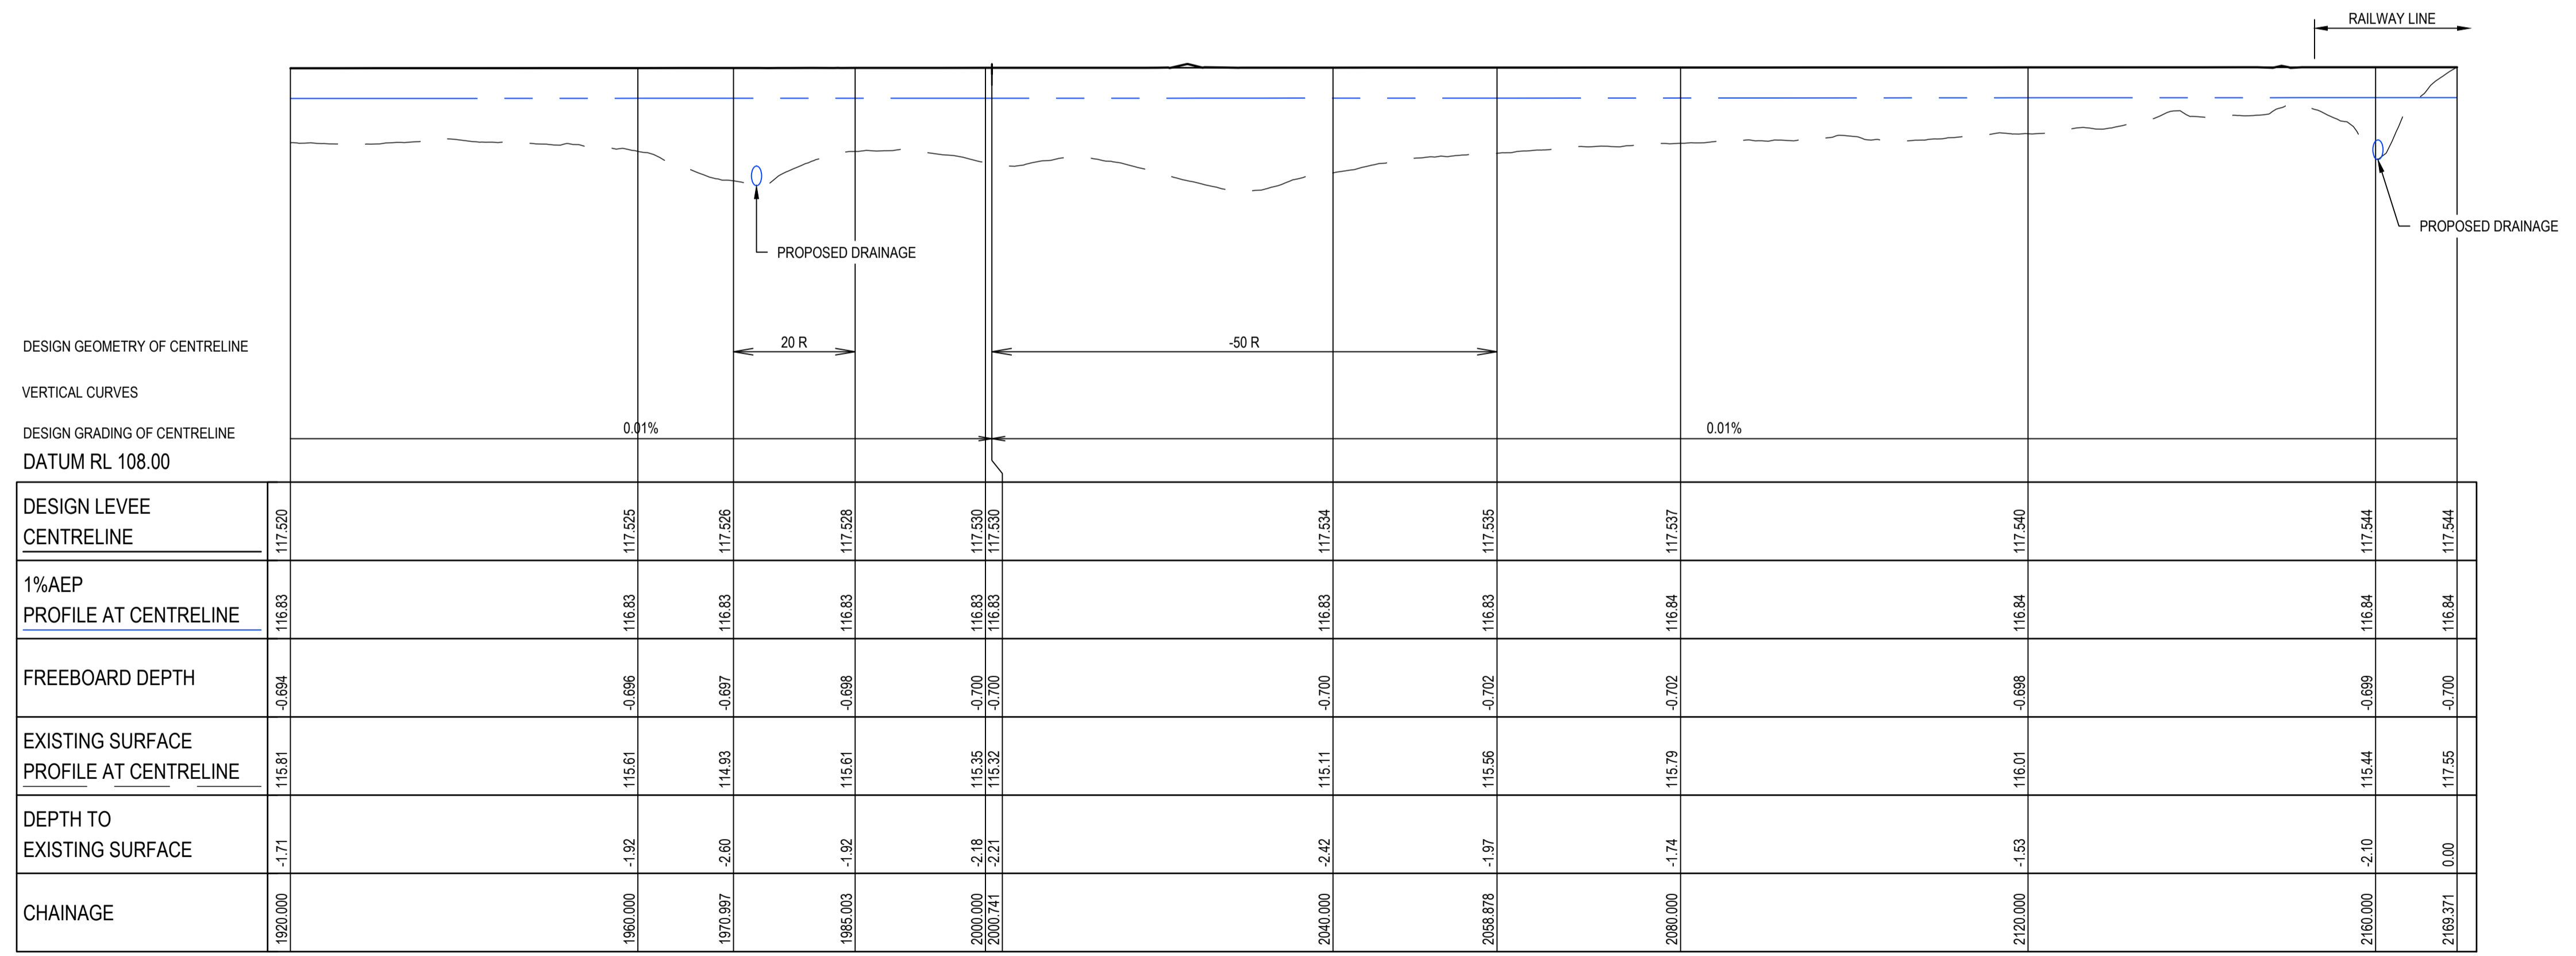 RAILWAY LINE
PROPOSED DRAINAGE
PROPOSED DRAINAGE
DESIGN GEOMETRY OF CENTRELINE
20 R
-50 R
VERTICAL CURVES
DESIGN GRADING OF CENTRELINE
0.01%
0.01%
DATUM RL 108.00
DESIGN LEVEE
CENTRELINE
117.520 117.525 117.526 117.528 117.530 117.530 117.534 117.535 117.537 117.540 117.544 117.544
1%AEP
PROFILE AT CENTRELINE
116.83 116.83 116.83 116.83 116.83 116.83 116.83 116.83 116.84 116.84 116.84 116.84
FREEBOARD DEPTH
-0.694 -0.696 -0.697 -0.698 -0.700 -0.700 -0.700 -0.702 -0.702 -0.698 -0.699 -0.700
EXISTING SURFACE
PROFILE AT CENTRELINE
115.81 115.61 114.93 115.61 115.35 115.32 115.11 115.56 115.79 116.01 115.44 117.55
DEPTH TO
EXISTING SURFACE
-1.71 -1.92 -2.60 -1.92 -2.18 -2.21 -2.42 -1.97 -1.74 -1.53 -2.10 0.00
CHAINAGE
1920.000 1960.000 1970.997 1985.003 2000.000 2000.741 2040.000 2058.878 2080.000 2120.000 2160.000 2169.371